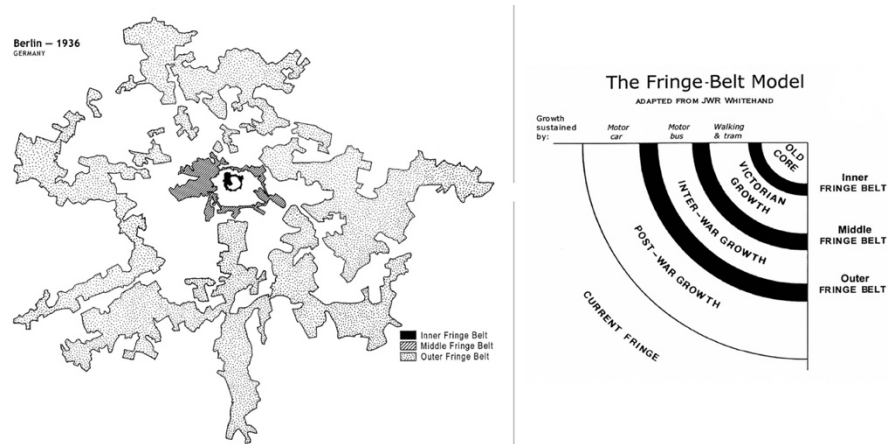 Berlin — 1936
GERMANY
Inner Fringe Belt
Middle Fringe Belt
Outer Fringe Belt
The Fringe-Belt Model
ADAPTED FROM JWR WHITEHAND
Growth
sustained
by:
Motor
car
Motor
bus
Walking
& tram
OLD
CORE
VICTORIAN
GROWTH
INTER-WAR GROWTH
POST-WAR GROWTH
CURRENT FRINGE
Inner
FRINGE BELT
Middle
FRINGE BELT
Outer
FRINGE BELT